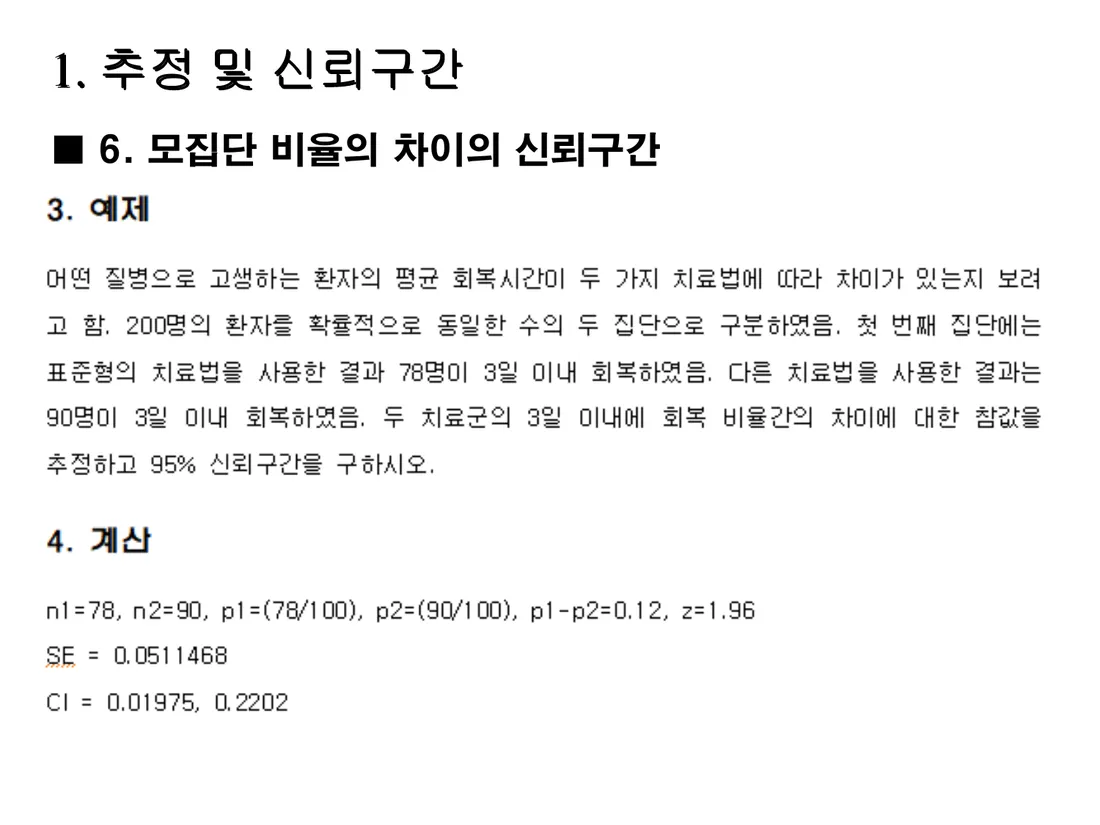 1. 추정 및 신뢰구간
■ 6. 모집단 비율의 차이의 신뢰구간
3. 예제
어떤 질병으로 고생하는 환자의 평균 회복시간이 두 가지 치료법에 따라 차이가 있는지 보려
고 함. 200명의 환자를 확률적으로 동일한 수의 두 집단으로 구분하였음. 첫 번째 집단에는
표준형의 치료법을 사용한 결과 78명이 3일 이내 회복하였음. 다른 치료법을 사용한 결과는
90명이 3일 이내 회복하였음. 두 치료군의 3일 이내에 회복 비율간의 차이에 대한 참값을
추정하고 95% 신뢰구간을 구하시오.
4. 계산
n1=78, n2=90, p1=(78/100), p2=(90/100), p1-p2=0.12, z=1.96
SE = 0.0511468
CI = 0.01975, 0.2202